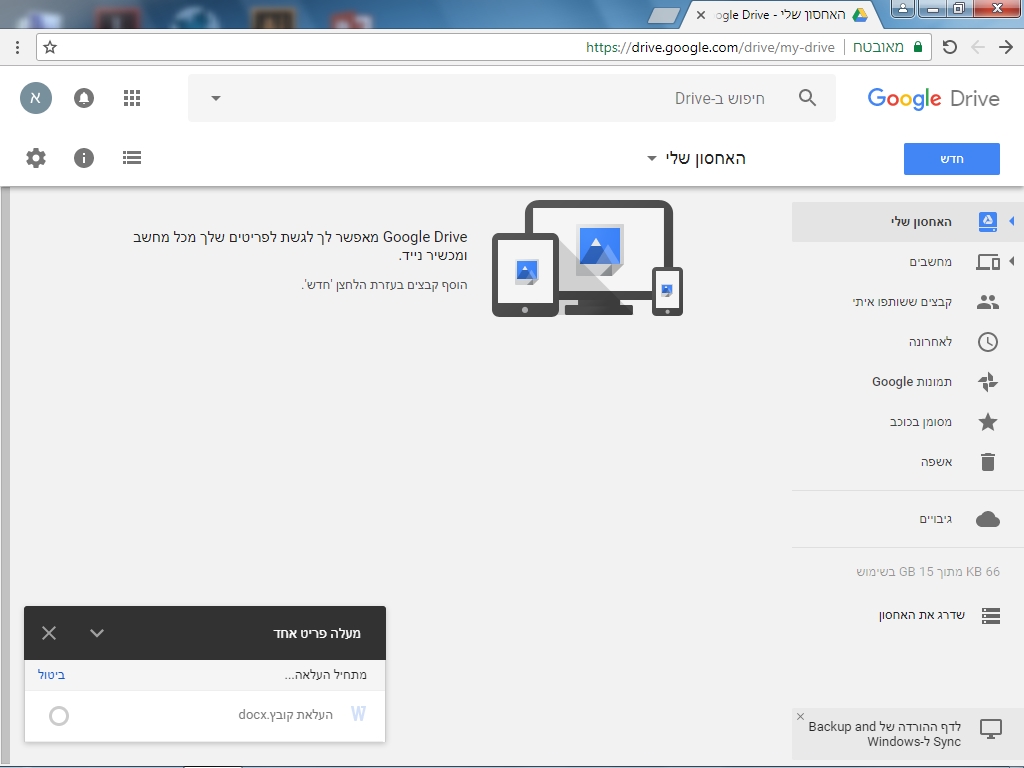 האחסון שלי - ogle Drive
מאובטח
https://drive.google.com/drive/my-drive
Google Drive
חיפוש ב-Drive
א
חדש
האחסון שלי
האחסון שלי
מחשבים
קבצים ששותפו איתי
לאחרונה
תמונות Google
מסומן בכוכב
אשפה
גיבויים
66 KB מתוך 15 GB בשימוש
שדרג את האחסון
לדף ההורדה של Backup and
Sync ל-Windows
Google Drive מאפשר לך לגשת לפריטים שלך מכל מחשב
ומכשיר נייד.
הוסף קבצים בעזרת הלחצן 'חדש'.
מעלה פריט אחד
מתחיל העלאה...
ביטול
W
העלאת קובץ.docx